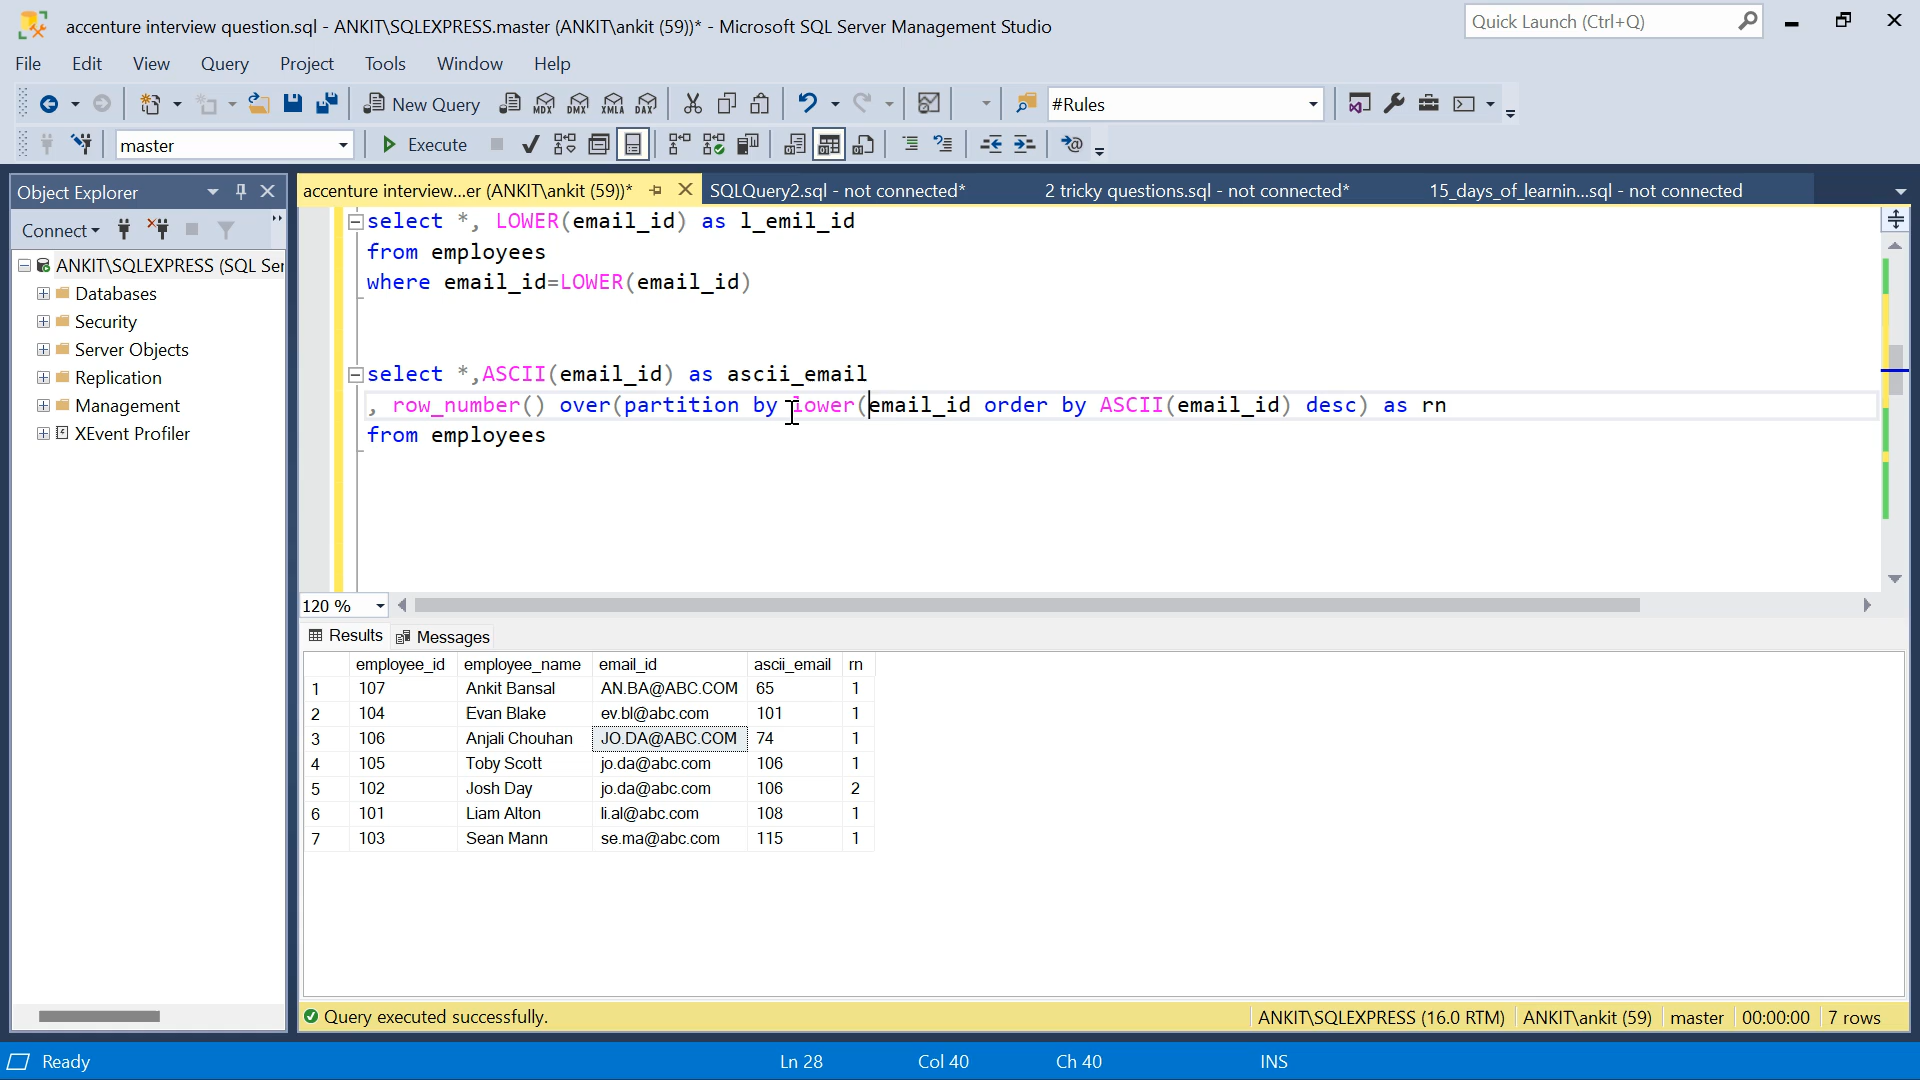 accenture interview question.sql - ANKIT\SQLEXPRESS.master (ANKIT\ankit (59))* - Microsoft SQL Server Management Studio
Quick Launch (Ctrl+Q)
File Edit View Query Project Tools Window Help
New Query MDX DMX XMLA DAX #Rules
master Execute
Object Explorer
accenture interview...er (ANKIT\ankit (59))* SQLQuery2.sql - not connected* 2 tricky questions.sql - not connected* 15_days_of_learnin...sql - not connected
Connect
ANKIT\SQLEXPRESS (SQL Ser
Databases
Security
Server Objects
Replication
Management
XEvent Profiler
select *, LOWER(email_id) as l_emil_id
from employees
where email_id=LOWER(email_id)
select *,ASCII(email_id) as ascii_email
, row_number() over(partition by lower(email_id order by ASCII(email_id) desc) as rn
from employees
120 %
Results Messages
employee_id employee_name email_id ascii_email rn
1 107 Ankit Bansal AN.BA@ABC.COM 65 1
2 104 Evan Blake ev.bl@abc.com 101 1
3 106 Anjali Chouhan JO.DA@ABC.COM 74 1
4 105 Toby Scott jo.da@abc.com 106 1
5 102 Josh Day jo.da@abc.com 106 2
6 101 Liam Alton li.al@abc.com 108 1
7 103 Sean Mann se.ma@abc.com 115 1
Query executed successfully. ANKIT\SQLEXPRESS (16.0 RTM) ANKIT\ankit (59) master 00:00:00 7 rows
Ready Ln 28 Col 40 Ch 40 INS